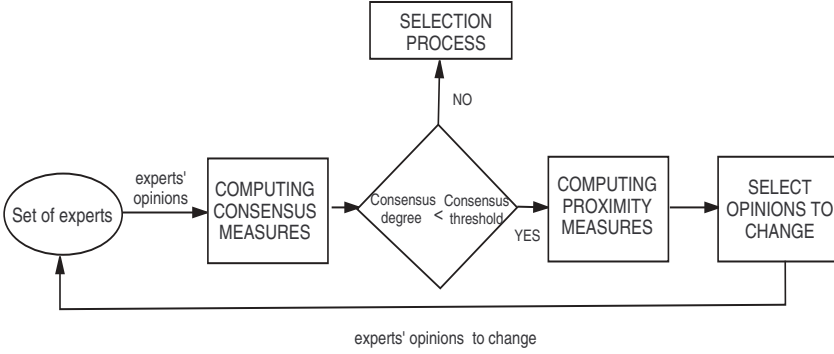 SELECTION
PROCESS
NO
experts'
opinions
Set of experts
COMPUTING
CONSENSUS
MEASURES
Consensus
degree
<
Consensus
threshold
YES
COMPUTING
PROXIMITY
MEASURES
SELECT
OPINIONS TO
CHANGE
experts' opinions to change